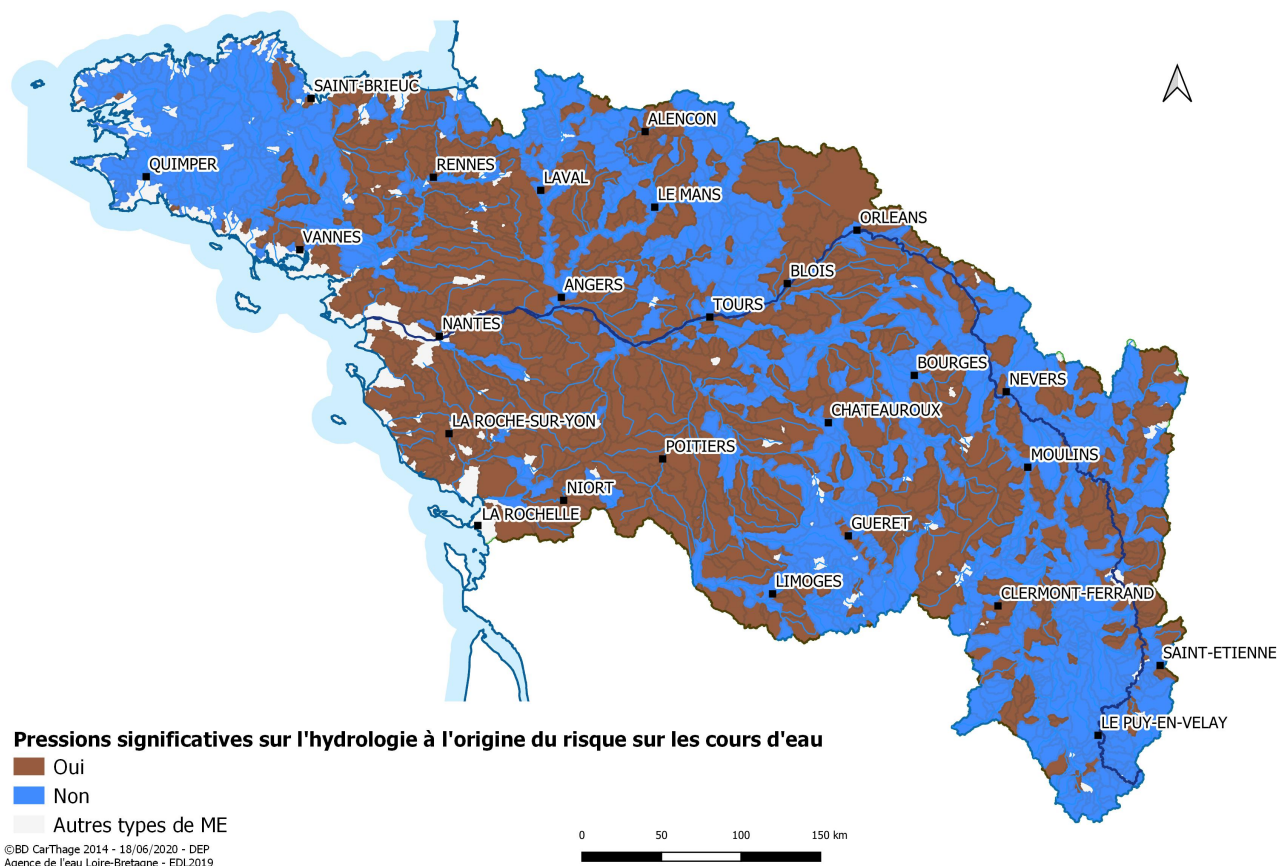 SAINT-BRIEUC
ALENCON
QUIMPER
RENNES
LAVAL
LE MANS
ORLEANS
VANNES
BLOIS
ANGERS
TOURS
NANTES
BOURGES
NEVERS
CHATEAUROUX
LA ROCHE-SUR-YON
POITIERS
MOULINS
NIORT
LA ROCHELLE
GUERET
LIMOGES
CLERMONT-FERRAND
SAINT-ETIENNE
LE PUY-EN-VELAY
Pressions significatives sur l'hydrologie à l'origine du risque sur les cours d'eau
Oui
Non
Autres types de ME
0 50 100 150 km
©BD CarThage 2014 - 18/06/2020 - DEP
Agence de l'eau Loire-Bretagne - EDL2019